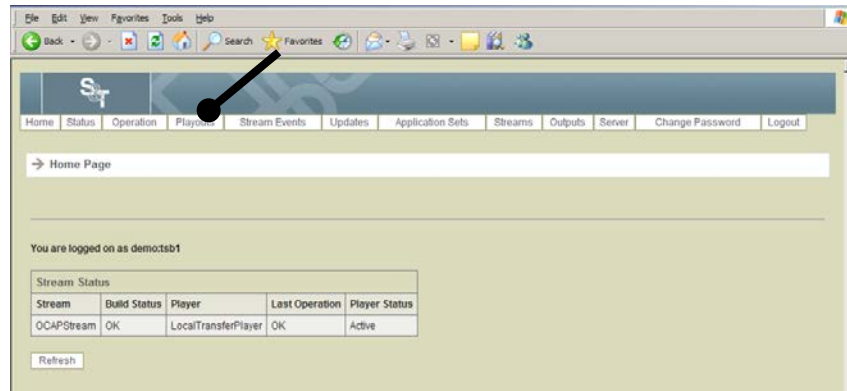 File Edit View Favorites Tools Help
Back Search Favorites
S&T
Home Status Operation Playouts Stream Events Updates Application Sets Streams Outputs Server Change Password Logout
Home Page
You are logged on as demo:tsb1
Stream Status
Stream Build Status Player Last Operation Player Status
OCAPStream OK LocalTransferPlayer OK Active
Refresh